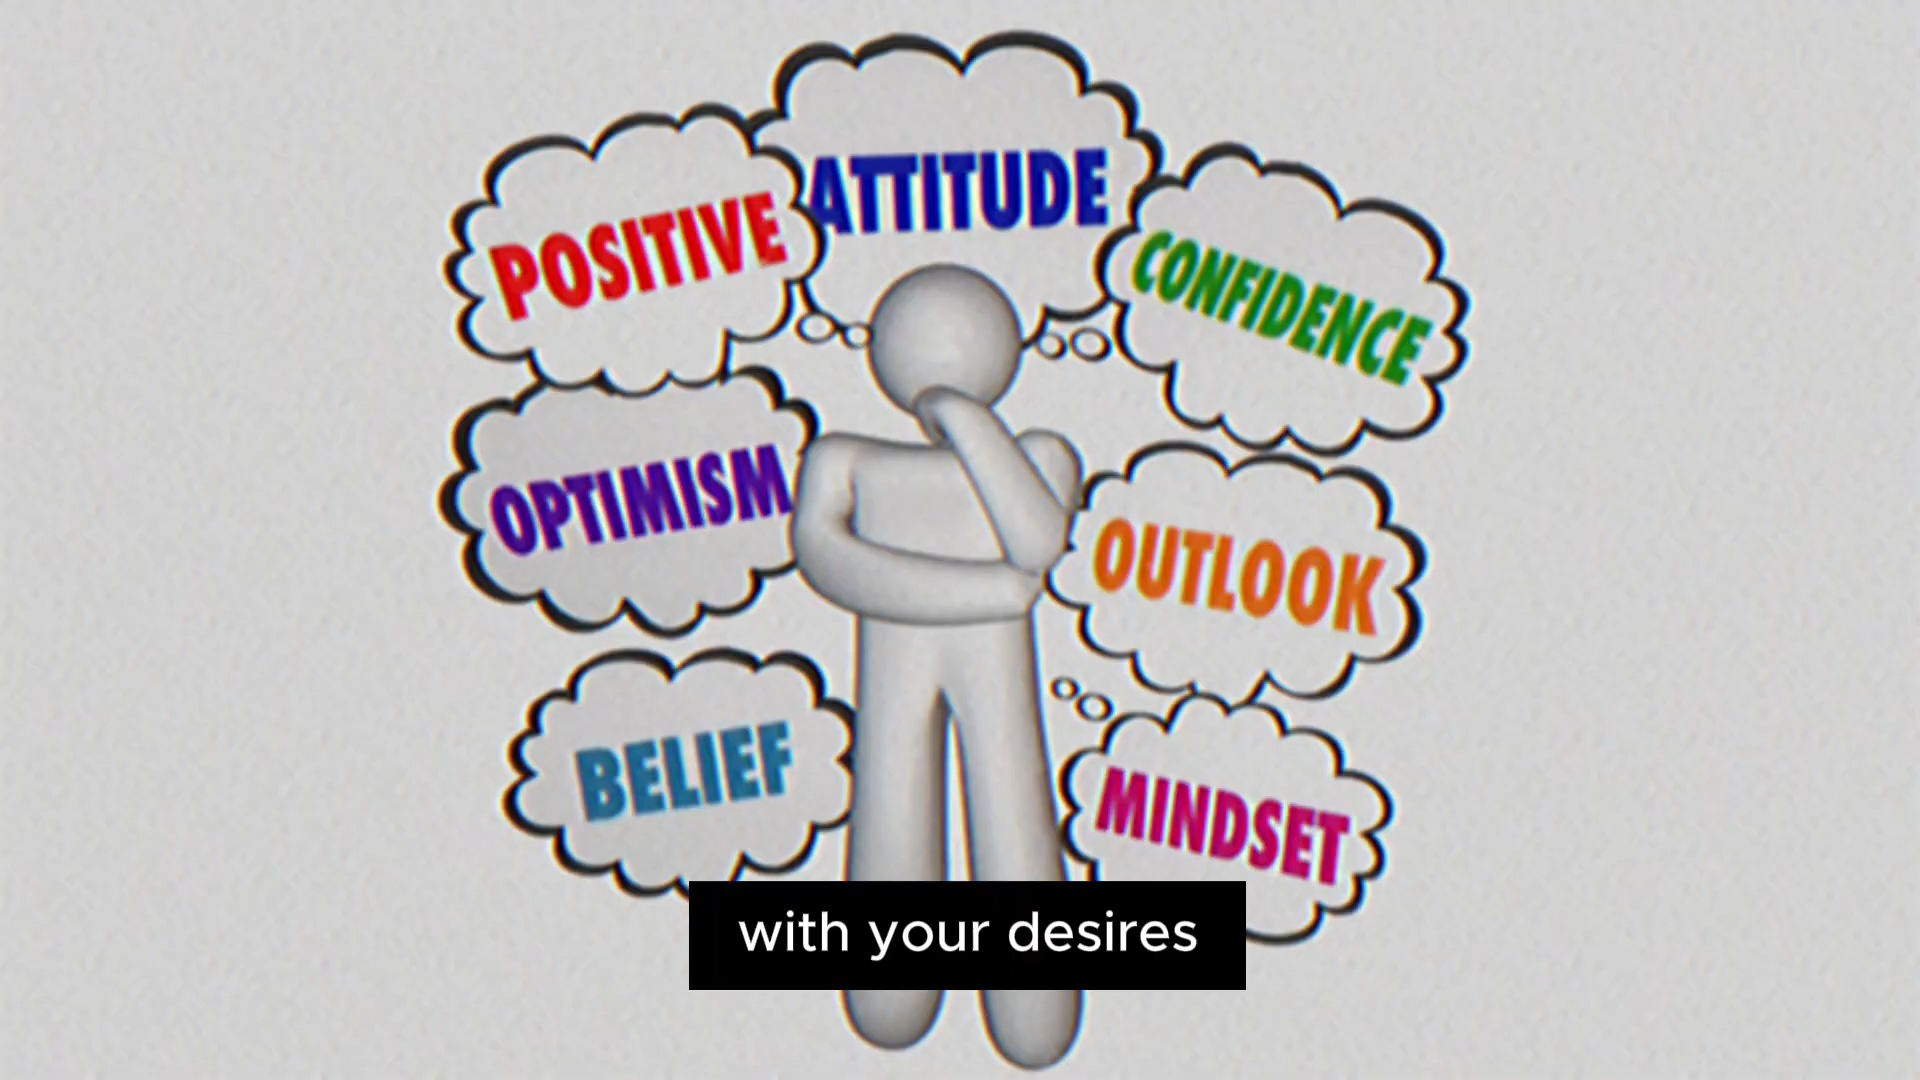 ATTITUDE
POSITIVE
CONFIDENCE
OPTIMISM
OUTLOOK
BELIEF
MINDSET
with your desires